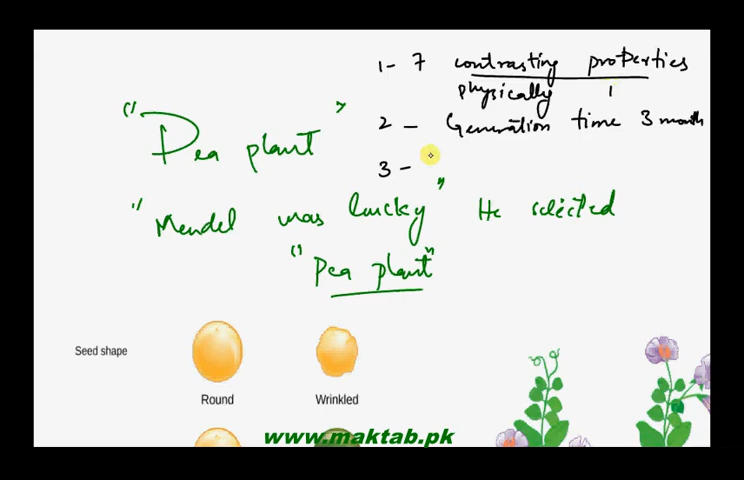 1- 7 contrasting properties
physically 1
"Pea plant"
2 - Generation time 3 month
3 -
"Mendel was lucky" He selected
"Pea plant"
Seed shape
Round
Wrinkled
www.maktab.pk